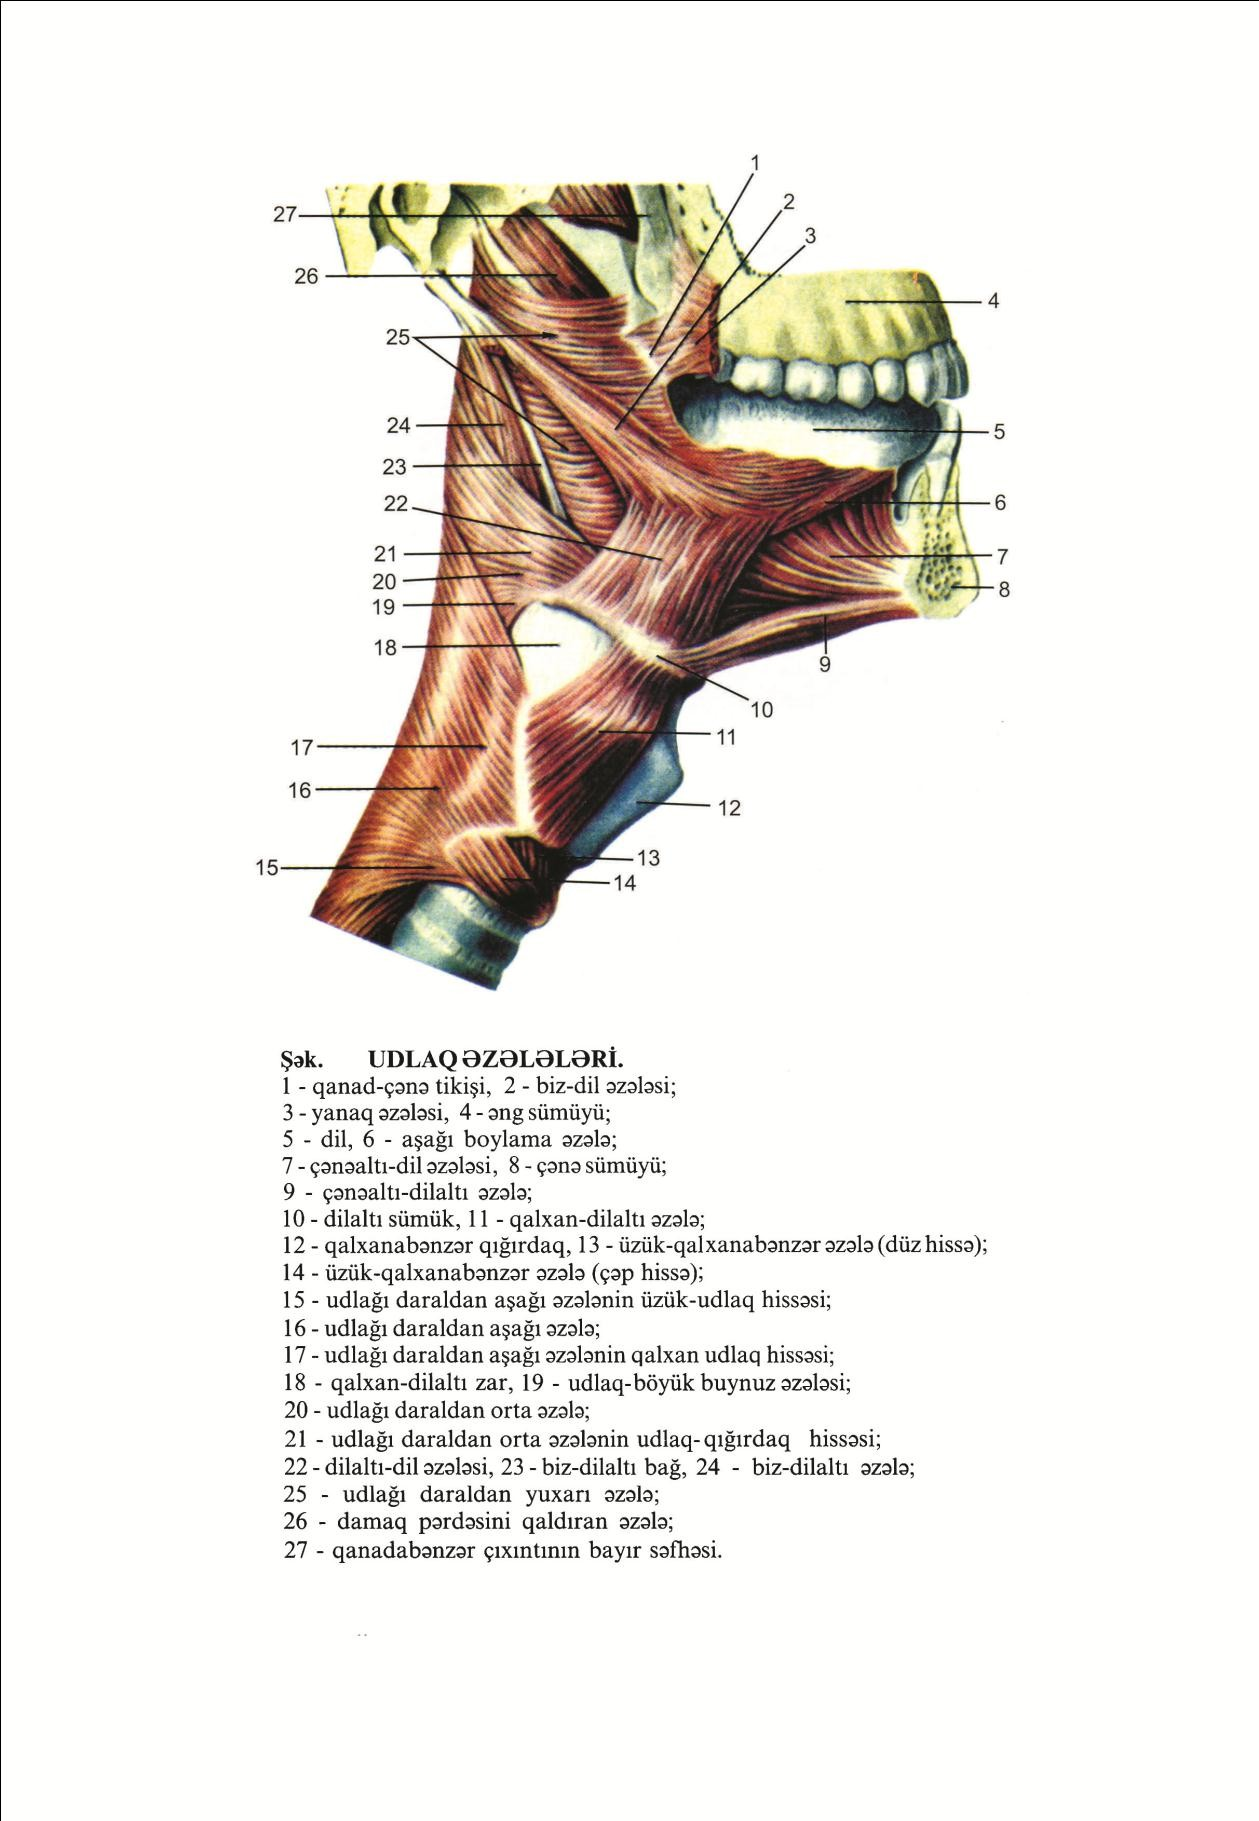 1
2
27
3
26
4
25
24
5
23
22
6
21
7
20
8
19
18
9
10
11
17
16
12
13
15
14
Şək. UDLAQ ƏZƏLƏLƏRİ.
1 - qanad-çənə tikişi, 2 - biz-dil əzələsi;
3 - yanaq əzələsi, 4 - əng sümüyü;
5 - dil, 6 - aşağı boylama əzələ;
7 - çənəaltı-dil əzələsi, 8 - çənə sümüyü;
9 - çənəaltı-dilaltı əzələ;
10 - dilaltı sümük, 11 - qalxan-dilaltı əzələ;
12 - qalxanabənzər qığırdaq, 13 - üzük-qalxanabənzər əzələ (düz hissə);
14 - üzük-qalxanabənzər əzələ (çəp hissə);
15 - udlağı daraldan aşağı əzələnin üzük-udlaq hissəsi;
16 - udlağı daraldan aşağı əzələ;
17 - udlağı daraldan aşağı əzələnin qalxan udlaq hissəsi;
18 - qalxan-dilaltı zar, 19 - udlaq-böyük buynuz əzələsi;
20 - udlağı daraldan orta əzələ;
21 - udlağı daraldan orta əzələnin udlaq-qığırdaq hissəsi;
22 - dilaltı-dil əzələsi, 23 - biz-dilaltı bağ, 24 - biz-dilaltı əzələ;
25 - udlağı daraldan yuxarı əzələ;
26 - damaq pərdəsini qaldıran əzələ;
27 - qanadabənzər çıxıntının bayır səfhəsi.